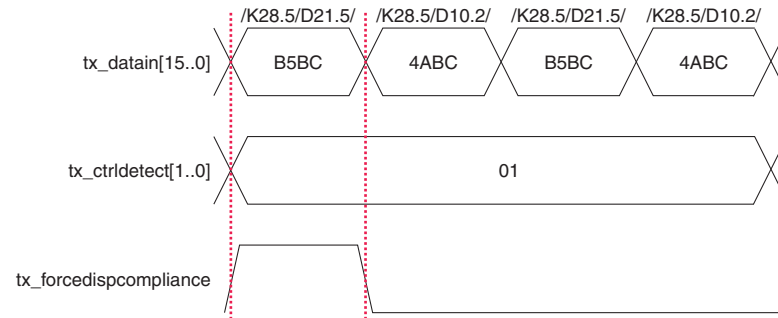 /K28.5/D21.5/ /K28.5/D10.2/ /K28.5/D21.5/ /K28.5/D10.2/
tx_datain[15..0] B5BC 4ABC B5BC 4ABC
tx_ctrldetect[1..0] 01
tx_forcedispcompliance